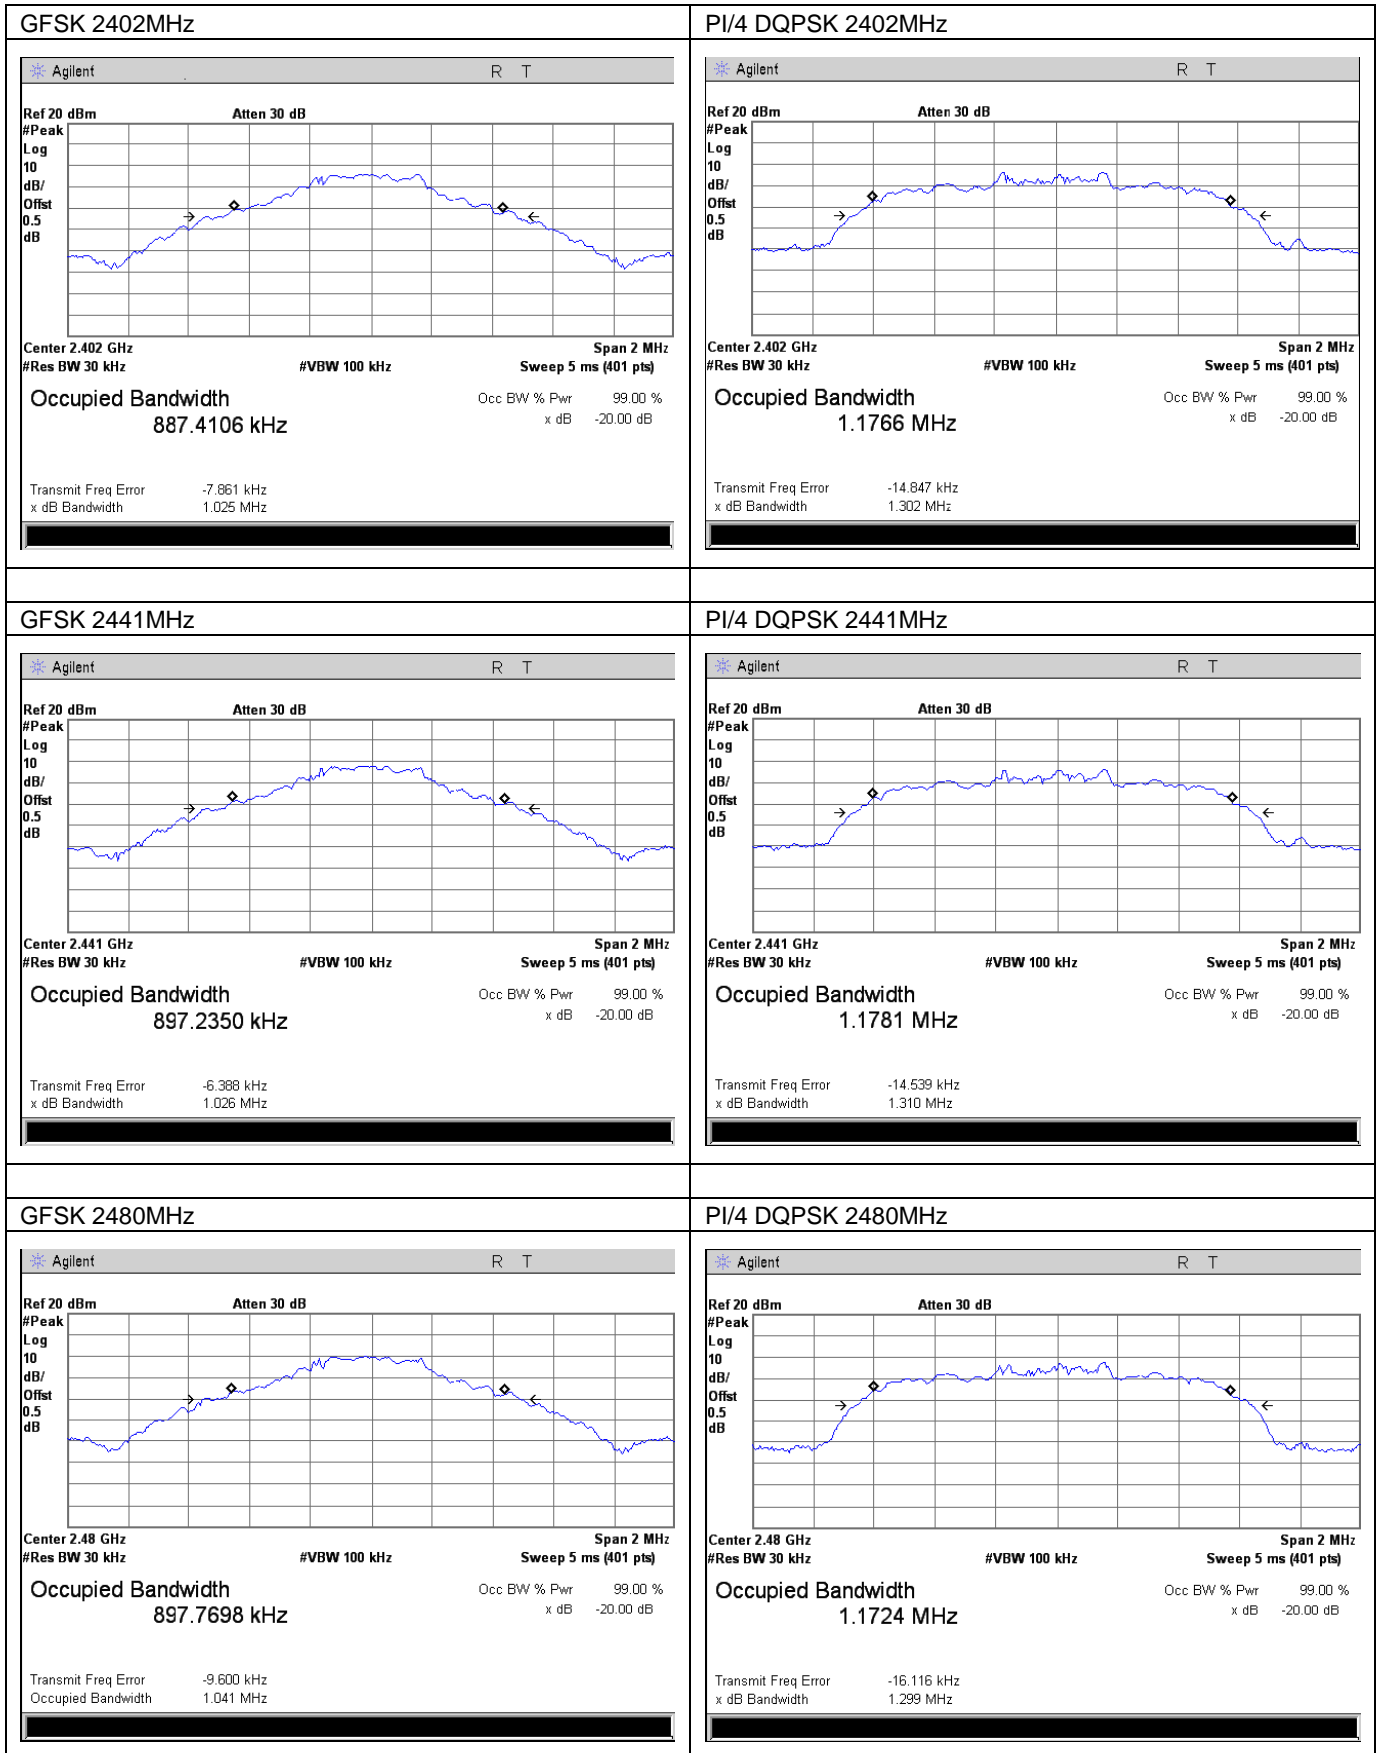 GFSK 2402MHz
PI/4 DQPSK 2402MHz
Agilent R T
Ref 20 dBm Atten 30 dB
#Peak
Log
10
dB/
Offst
0.5
dB
Center 2.402 GHz Span 2 MHz
#Res BW 30 kHz #VBW 100 kHz Sweep 5 ms (401 pts)
Occupied Bandwidth Occ BW % Pwr 99.00 %
887.4106 kHz x dB -20.00 dB
Transmit Freq Error -7.861 kHz
x dB Bandwidth 1.025 MHz
Agilent R T
Ref 20 dBm Atten 30 dB
#Peak
Log
10
dB/
Offst
0.5
dB
Center 2.402 GHz Span 2 MHz
#Res BW 30 kHz #VBW 100 kHz Sweep 5 ms (401 pts)
Occupied Bandwidth Occ BW % Pwr 99.00 %
1.1766 MHz x dB -20.00 dB
Transmit Freq Error -14.847 kHz
x dB Bandwidth 1.302 MHz
GFSK 2441MHz
PI/4 DQPSK 2441MHz
Agilent R T
Ref 20 dBm Atten 30 dB
#Peak
Log
10
dB/
Offst
0.5
dB
Center 2.441 GHz Span 2 MHz
#Res BW 30 kHz #VBW 100 kHz Sweep 5 ms (401 pts)
Occupied Bandwidth Occ BW % Pwr 99.00 %
897.2350 kHz x dB -20.00 dB
Transmit Freq Error -6.388 kHz
x dB Bandwidth 1.026 MHz
Agilent R T
Ref 20 dBm Atten 30 dB
#Peak
Log
10
dB/
Offst
0.5
dB
Center 2.441 GHz Span 2 MHz
#Res BW 30 kHz #VBW 100 kHz Sweep 5 ms (401 pts)
Occupied Bandwidth Occ BW % Pwr 99.00 %
1.1781 MHz x dB -20.00 dB
Transmit Freq Error -14.539 kHz
x dB Bandwidth 1.310 MHz
GFSK 2480MHz
PI/4 DQPSK 2480MHz
Agilent R T
Ref 20 dBm Atten 30 dB
#Peak
Log
10
dB/
Offst
0.5
dB
Center 2.48 GHz Span 2 MHz
#Res BW 30 kHz #VBW 100 kHz Sweep 5 ms (401 pts)
Occupied Bandwidth Occ BW % Pwr 99.00 %
897.7698 kHz x dB -20.00 dB
Transmit Freq Error -9.600 kHz
Occupied Bandwidth 1.041 MHz
Agilent R T
Ref 20 dBm Atten 30 dB
#Peak
Log
10
dB/
Offst
0.5
dB
Center 2.48 GHz Span 2 MHz
#Res BW 30 kHz #VBW 100 kHz Sweep 5 ms (401 pts)
Occupied Bandwidth Occ BW % Pwr 99.00 %
1.1724 MHz x dB -20.00 dB
Transmit Freq Error -16.116 kHz
x dB Bandwidth 1.299 MHz